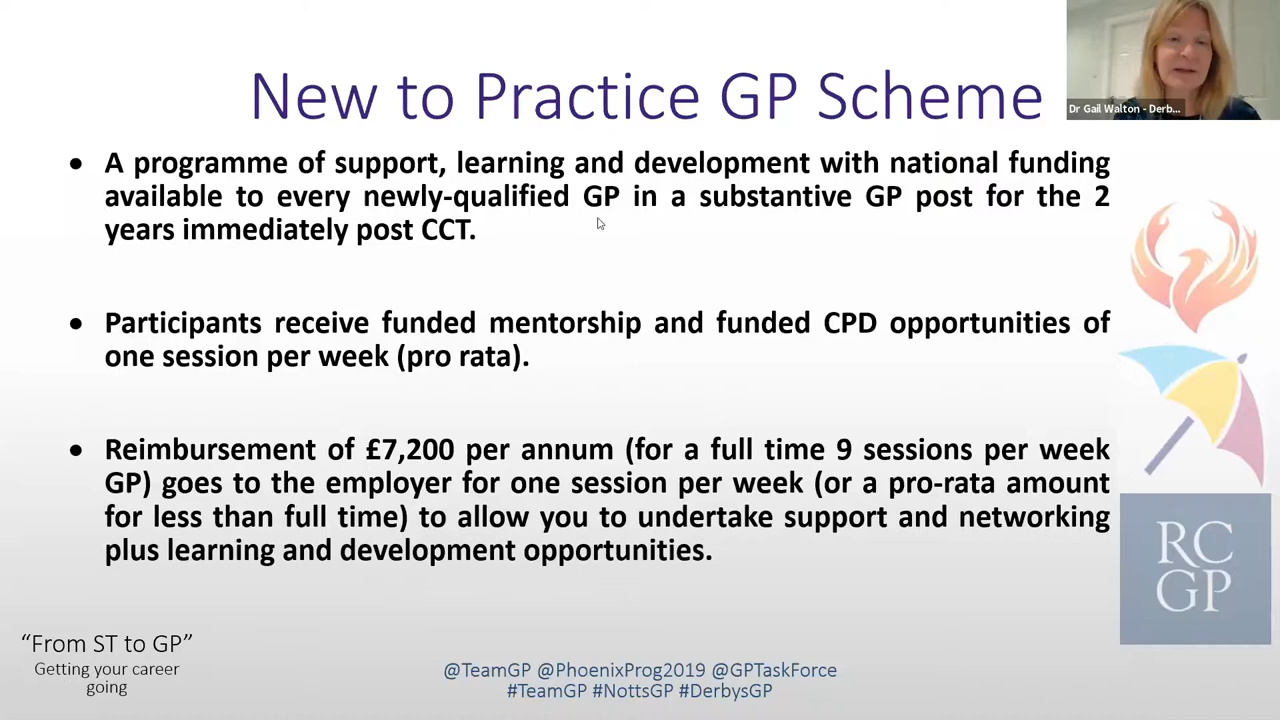 New to Practice GP Scheme
Dr Gail Walton - Derb...
• A programme of support, learning and development with national funding
available to every newly-qualified GP in a substantive GP post for the 2
years immediately post CCT.
• Participants receive funded mentorship and funded CPD opportunities of
one session per week (pro rata).
• Reimbursement of £7,200 per annum (for a full time 9 sessions per week
GP) goes to the employer for one session per week (or a pro-rata amount
for less than full time) to allow you to undertake support and networking
plus learning and development opportunities.
RC
GP
“From ST to GP”
Getting your career
going
@TeamGP @PhoenixProg2019 @GPTaskForce
#TeamGP #NottsGP #DerbysGP